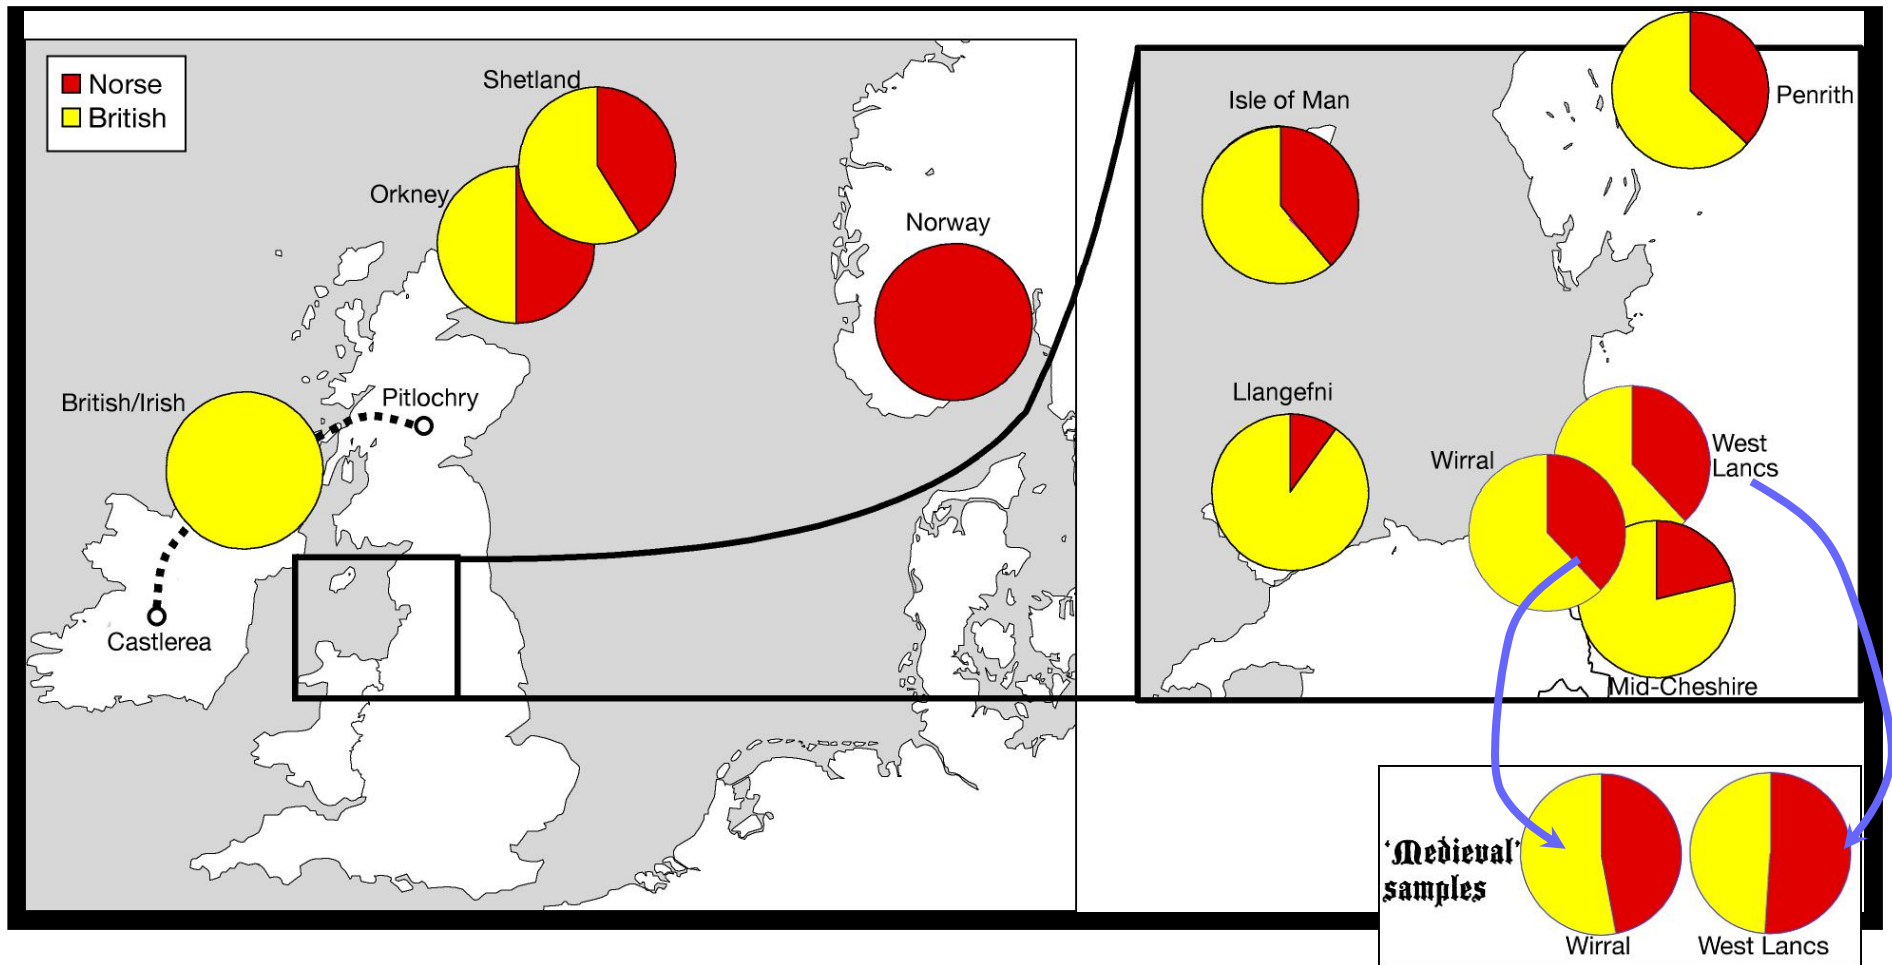 Norse
British
Shetland
Orkney
Norway
British/Irish
Pitlochry
Castlerea
Isle of Man
Penrith
Llangefni
Wirral
West
Lancs
Mid-Cheshire
'Medieval'
samples
Wirral
West Lancs